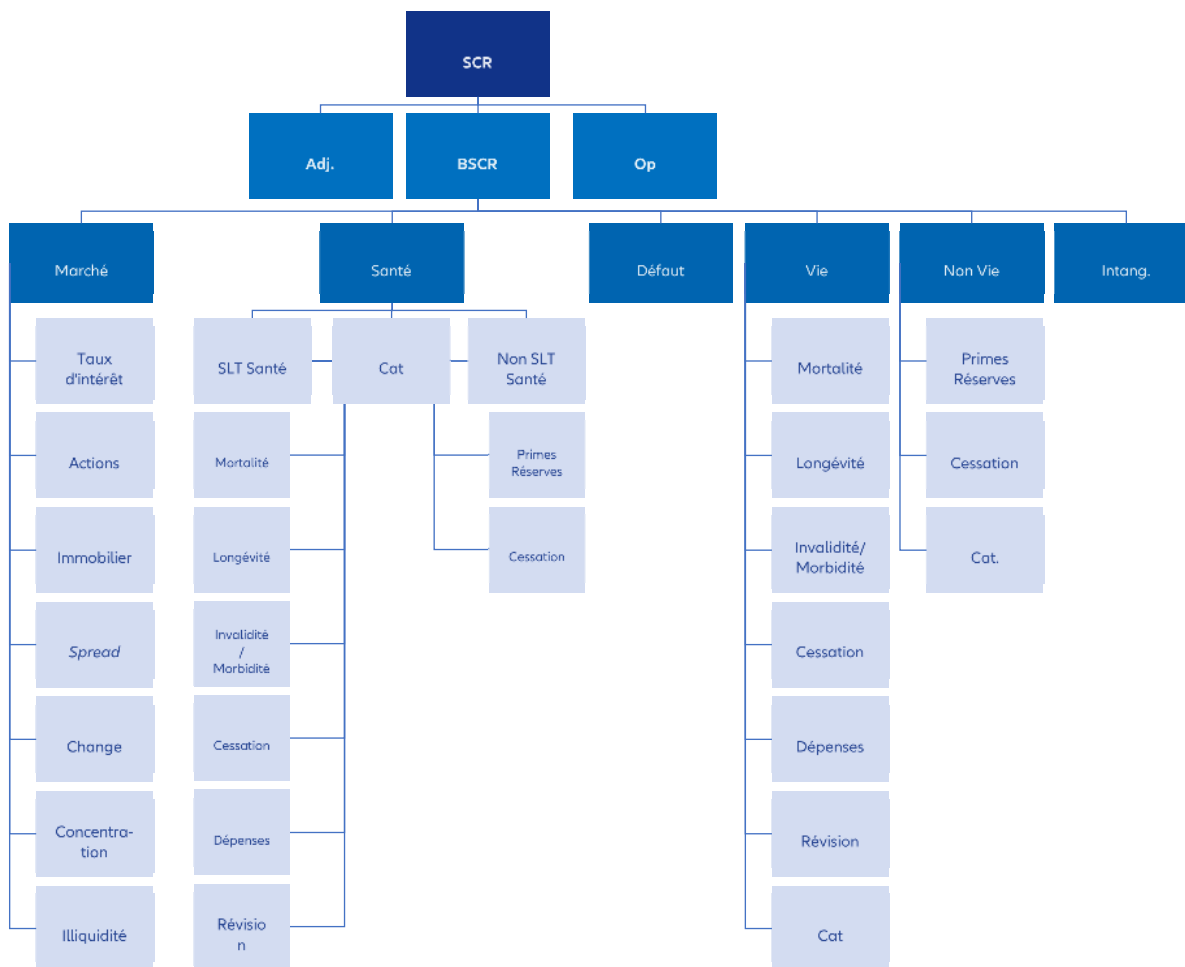 SCR
Adj.
BSCR
Op
Marché
Santé
Défaut
Vie
Non Vie
Intang.
Taux
d'intérêt
SLT Santé
Cat
Non SLT
Santé
Mortalité
Primes
Réserves
Actions
Mortalité
Primes
Réserves
Longévité
Cessation
Immobilier
Longévité
Cessation
Invalidité/
Morbidité
Cat.
Spread
Invalidité
/
Morbidité
Cessation
Change
Cessation
Dépenses
Concentra-
tion
Dépenses
Révision
Illiquidité
Révisio
n
Cat